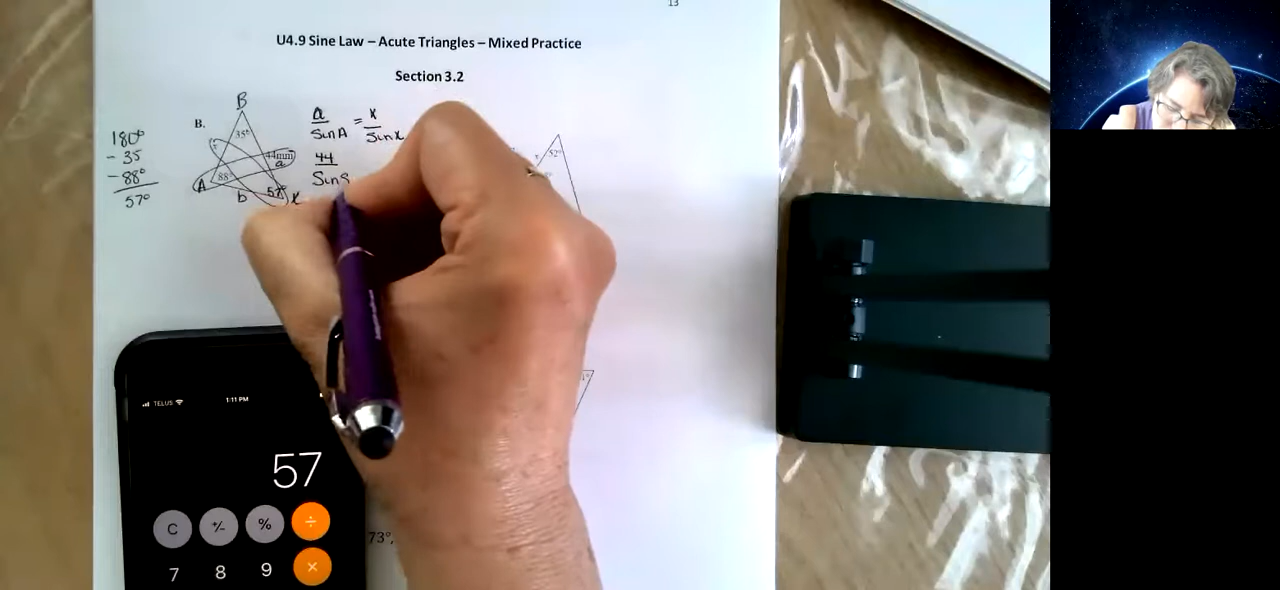 13
U4.9 Sine Law – Acute Triangles – Mixed Practice
Section 3.2
180°
- 35
- 88°
57°
B.
B
35°
44mm
a
A
88°
57°
b
x
a = x
SinA Sinx
44
Sin8
52°
73°,
TELUS 1:11 PM
57
C +/- % ÷
7 8 9 ×